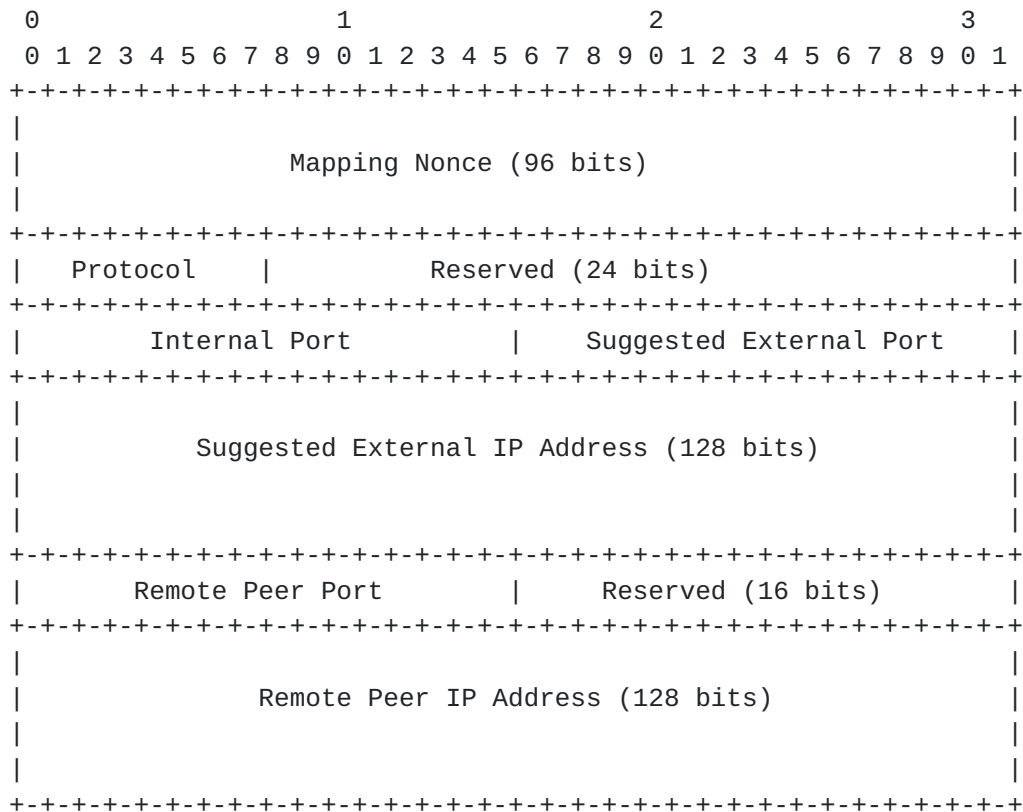 0                   1                   2                   3
 0 1 2 3 4 5 6 7 8 9 0 1 2 3 4 5 6 7 8 9 0 1 2 3 4 5 6 7 8 9 0 1
+-+-+-+-+-+-+-+-+-+-+-+-+-+-+-+-+-+-+-+-+-+-+-+-+-+-+-+-+-+-+-+-+
|                                                               |
|                 Mapping Nonce (96 bits)                       |
|                                                               |
+-+-+-+-+-+-+-+-+-+-+-+-+-+-+-+-+-+-+-+-+-+-+-+-+-+-+-+-+-+-+-+-+
|   Protocol    |          Reserved (24 bits)                   |
+-+-+-+-+-+-+-+-+-+-+-+-+-+-+-+-+-+-+-+-+-+-+-+-+-+-+-+-+-+-+-+-+
|        Internal Port          |    Suggested External Port    |
+-+-+-+-+-+-+-+-+-+-+-+-+-+-+-+-+-+-+-+-+-+-+-+-+-+-+-+-+-+-+-+-+
|                                                               |
|           Suggested External IP Address (128 bits)            |
|                                                               |
|                                                               |
+-+-+-+-+-+-+-+-+-+-+-+-+-+-+-+-+-+-+-+-+-+-+-+-+-+-+-+-+-+-+-+-+
|       Remote Peer Port        |     Reserved (16 bits)        |
+-+-+-+-+-+-+-+-+-+-+-+-+-+-+-+-+-+-+-+-+-+-+-+-+-+-+-+-+-+-+-+-+
|                                                               |
|               Remote Peer IP Address (128 bits)               |
|                                                               |
|                                                               |
+-+-+-+-+-+-+-+-+-+-+-+-+-+-+-+-+-+-+-+-+-+-+-+-+-+-+-+-+-+-+-+-+